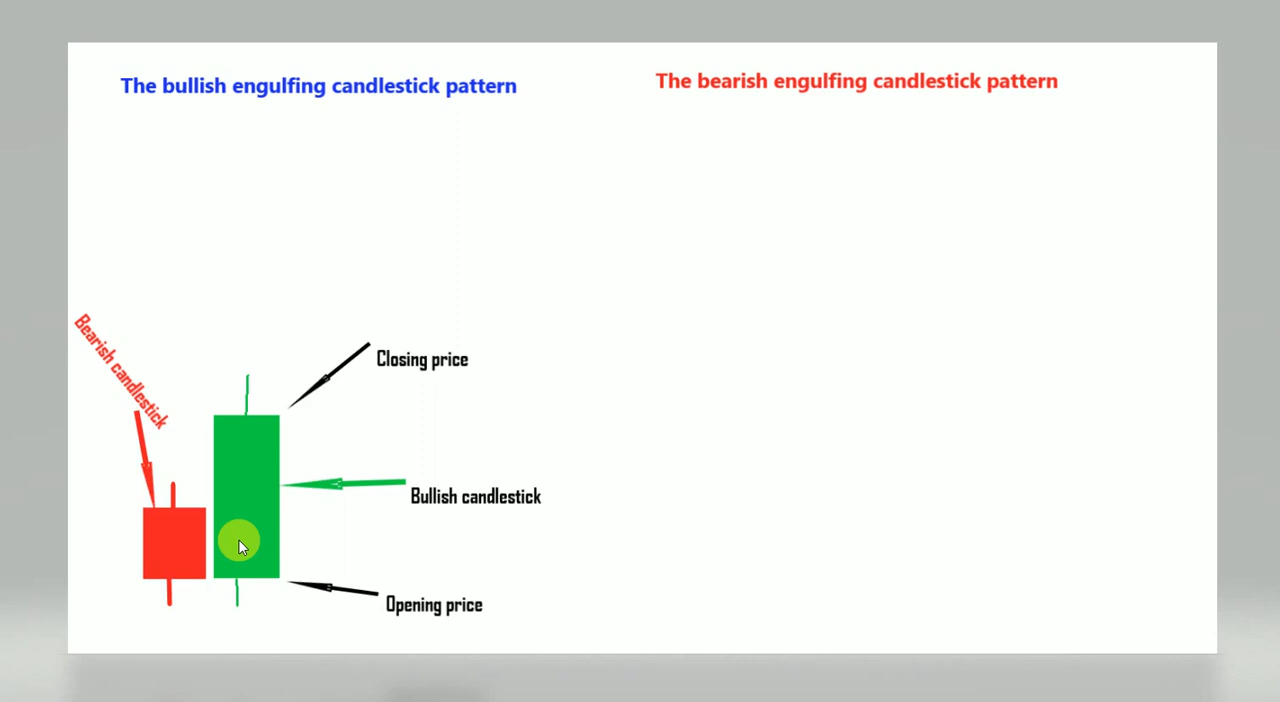 The bullish engulfing candlestick pattern
The bearish engulfing candlestick pattern
Bearish candlestick
Closing price
Bullish candlestick
Opening price